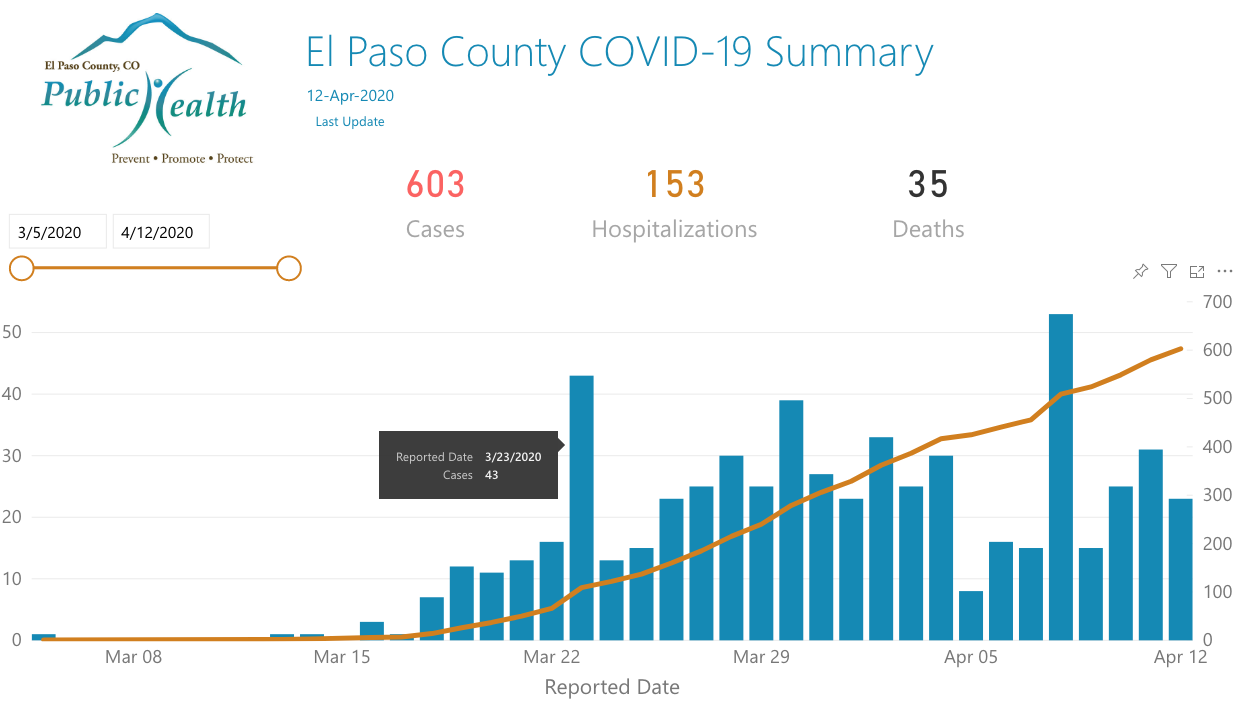 El Paso County, CO
Public Health
Prevent • Promote • Protect
El Paso County COVID-19 Summary
12-Apr-2020
Last Update
603
Cases
153
Hospitalizations
35
Deaths
3/5/2020
4/12/2020
50
40
30
20
10
0
700
600
500
400
300
200
100
0
Reported Date 3/23/2020
Cases 43
Mar 08
Mar 15
Mar 22
Mar 29
Apr 05
Apr 12
Reported Date